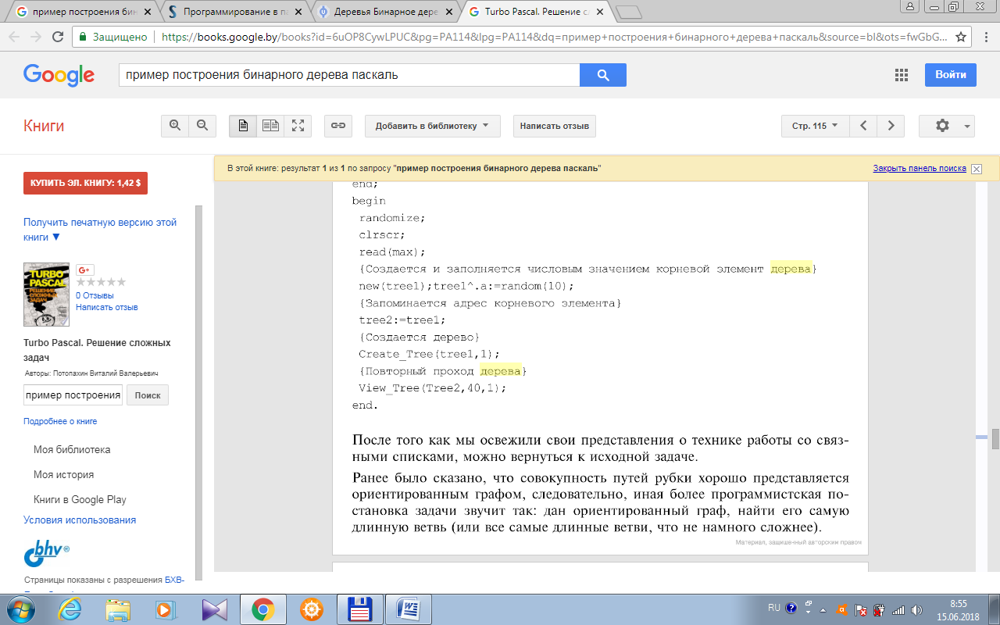 пример построения бин
Программирование в па
Деревья Бинарное дере
Turbo Pascal. Решение сл
Защищено
https://books.google.by/books?id=6uOP8CywLPUC&pg=PA114&lpg=PA114&dq=пример+построения+бинарного+дерева+паскаль&source=bl&ots=fwGbG...
Google
пример построения бинарного дерева паскаль
Войти
Книги
Добавить в библиотеку
Написать отзыв
Стр. 115
В этой книге: результат 1 из 1 по запросу "пример построения бинарного дерева паскаль"
Закрыть панель поиска
КУПИТЬ ЭЛ. КНИГУ: 1,42 $
Получить печатную версию этой
книги ▼
TURBO
PASCAL
РЕШЕНИЕ
СЛОЖНЫХ
ЗАДАЧ
G+
0 Отзывы
Написать отзыв
Turbo Pascal. Решение сложных
задач
Авторы: Потопахин Виталий Валерьевич
пример построения
Поиск
Подробнее о книге
Моя библиотека
Моя история
Книги в Google Play
Условия использования
bhv®
Страницы показаны с разрешения БХВ-
end;
begin
randomize;
clrscr;
read(max);
{Создается и заполняется числовым значением корневой элемент дерева}
new(tree1);tree1^.a:=random(10);
{Запоминается адрес корневого элемента}
tree2:=tree1;
{Создается дерево}
Create_Tree(tree1,1);
{Повторный проход дерева}
View_Tree(Tree2,40,1);
end.
После того как мы освежили свои представления о технике работы со связ-
ными списками, можно вернуться к исходной задаче.
Ранее было сказано, что совокупность путей рубки хорошо представляется
ориентированным графом, следовательно, иная более программистская по-
становка задачи звучит так: дан ориентированный граф, найти его самую
длинную ветвь (или все самые длинные ветви, что не намного сложнее).
Материал, защищенный авторским правом
RU
8:55
15.06.2018